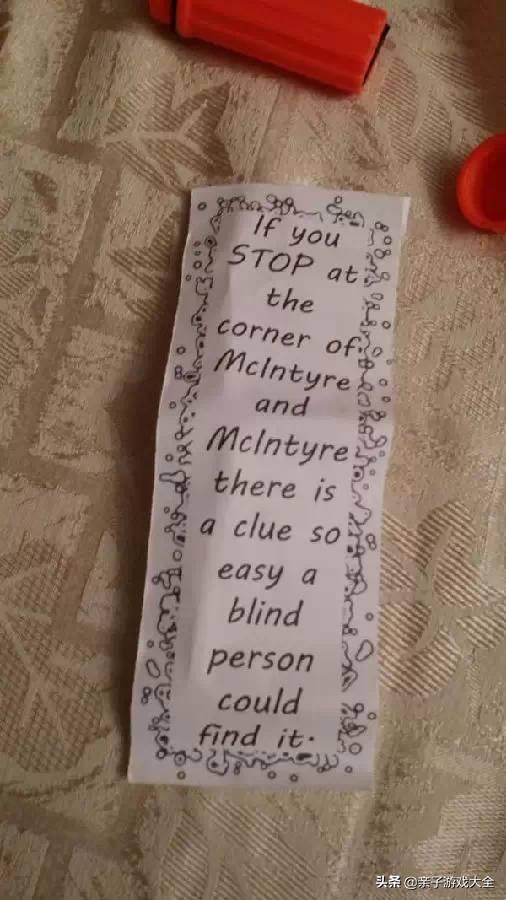 If you
STOP at
the
corner of
McIntyre
and
McIntyre
there is
a clue so
easy a
blind
person
could
find it.
头条 @亲子游戏大全